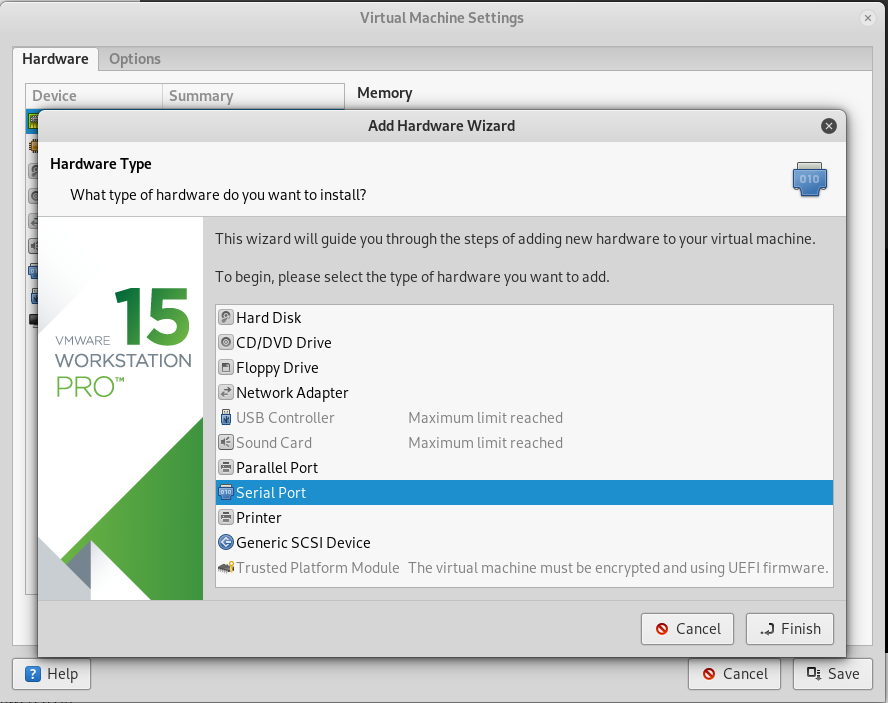 Virtual Machine Settings
Hardware Options
Device Summary Memory
Add Hardware Wizard
Hardware Type
What type of hardware do you want to install?
010
This wizard will guide you through the steps of adding new hardware to your virtual machine.
To begin, please select the type of hardware you want to add.
VMWARE 15
WORKSTATION
PRO™
Hard Disk
CD/DVD Drive
Floppy Drive
Network Adapter
USB Controller Maximum limit reached
Sound Card Maximum limit reached
Parallel Port
Serial Port
Printer
Generic SCSI Device
Trusted Platform Module The virtual machine must be encrypted and using UEFI firmware.
Cancel Finish
Help Cancel Save